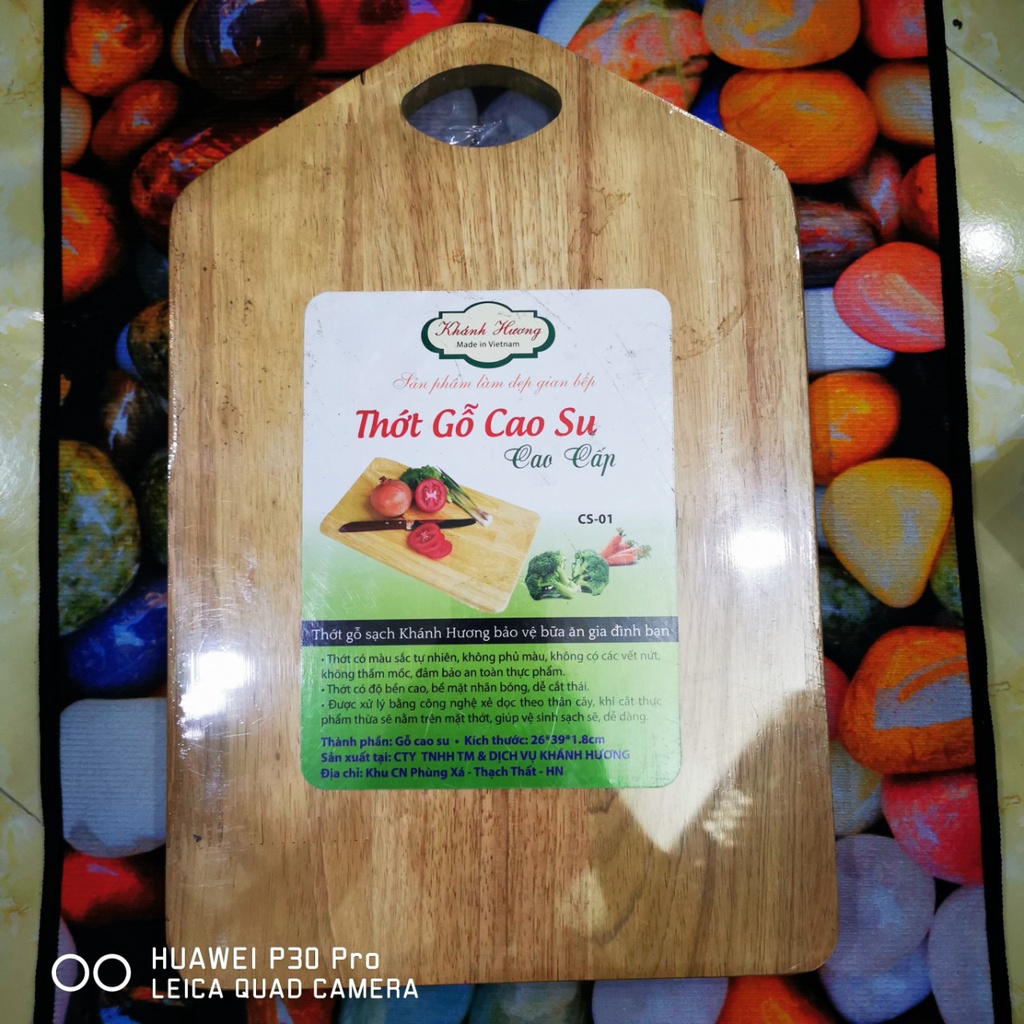 Khánh Hương
Made in Vietnam
Sản phẩm làm đẹp gian bếp
Thớt Gỗ Cao Su
Cao Cấp
CS-01
Thớt gỗ sạch Khánh Hương bảo vệ bữa ăn gia đình bạn
• Thớt có màu sắc tự nhiên, không phủ màu, không có các vết nứt,
không thấm mốc, đảm bảo an toàn thực phẩm.
• Thớt có độ bền cao, bề mặt nhẵn bóng, dễ cắt thái.
• Được xử lý bằng công nghệ xẻ dọc theo thân cây, khi cắt thực
phẩm thừa sẽ nằm trên mặt thớt, giúp vệ sinh sạch sẽ, dễ dàng.
Thành phần: Gỗ cao su • Kích thước: 26*39*1.8cm
Sản xuất tại: CTY TNHH TM & DỊCH VỤ KHÁNH HƯƠNG
Địa chỉ: Khu CN Phùng Xá - Thạch Thất - HN
HUAWEI P30 Pro
LEICA QUAD CAMERA